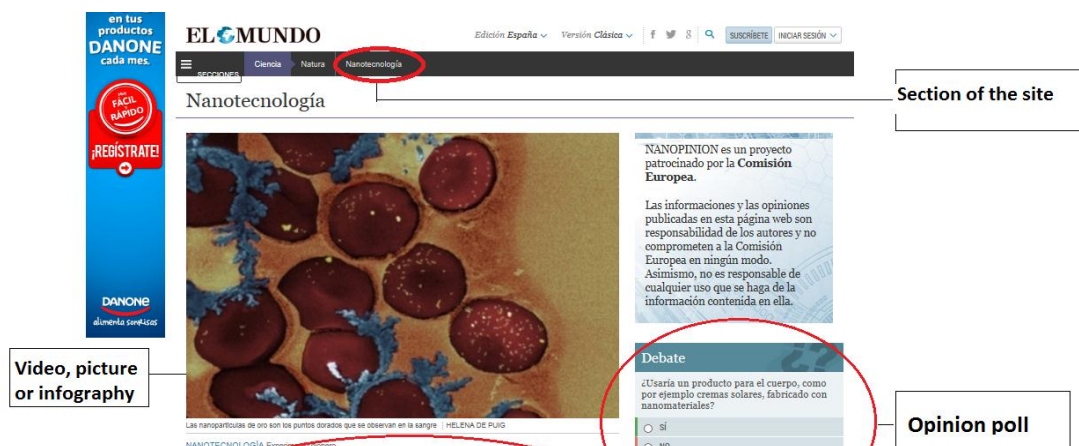 en tus
productos
DANONE
cada mes.
FÁCIL
RÁPIDO
¡REGÍSTRATE!
DANONE
alimenta sonrisas
EL MUNDO
Edición España
Versión Clásica
SUSCRÍBETE
INICIAR SESIÓN
SECCIONES
Ciencia
Natura
Nanotecnología
Section of the site
Nanotecnología
NANOPINION es un proyecto
patrocinado por la Comisión
Europea.
Las informaciones y las opiniones
publicadas en esta página web son
responsabilidad de los autores y no
comprometen a la Comisión
Europea en ningún modo.
Asimismo, no es responsable de
cualquier uso que se haga de la
información contenida en ella.
Video, picture
or infography
Las nanopartículas de oro son los puntos dorados que se observan en la sangre | HELENA DE PUIG
NANOTECNOLOGÍA
Debate
¿Usaría un producto para el cuerpo, como
por ejemplo cremas solares, fabricado con
nanomateriales?
SÍ
NO
Opinion poll